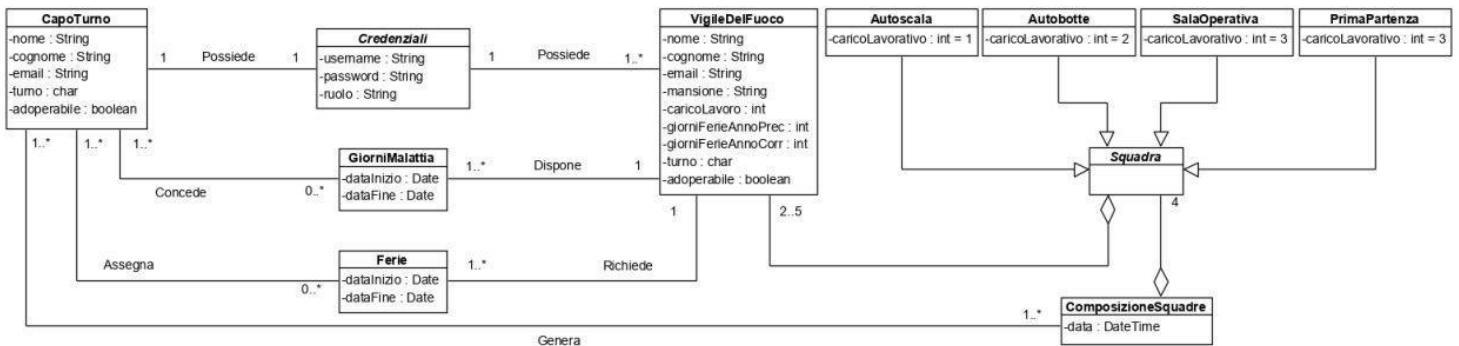 CapoTurno
-nome : String
-cognome : String
-email : String
-turno : char
-adoperabile : boolean
1 Possiede 1
Credenziali
-username : String
-password : String
-ruolo : String
1 Possiede 1..*
VigileDelFuoco
-nome : String
-cognome : String
-email : String
-mansione : String
-caricoLavoro : int
-giorniFerieAnnoPrec : int
-giorniFerieAnnoCorr : int
-turno : char
-adoperabile : boolean
Autoscala
-caricoLavorativo : int = 1
Autobotte
-caricoLavorativo : int = 2
SalaOperativa
-caricoLavorativo : int = 3
PrimaPartenza
-caricoLavorativo : int = 3
1..* 1..* 1..*
Concede 0..*
GiorniMalattia
-dataInizio : Date
-dataFine : Date
1..* Dispone 1
Squadra
4
1 2..5
Assegna 0..*
Ferie
-dataInizio : Date
-dataFine : Date
1..* Richiede
ComposizioneSquadre
-data : DateTime
1..*
Genera